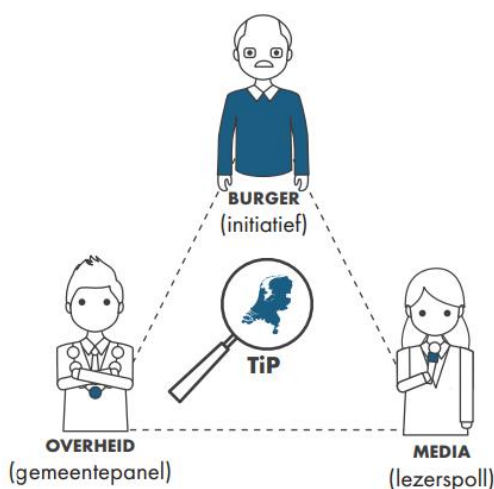 BURGER
(initiatief)
TiP
OVERHEID
(gemeentepanel)
MEDIA
(lezerspoll)